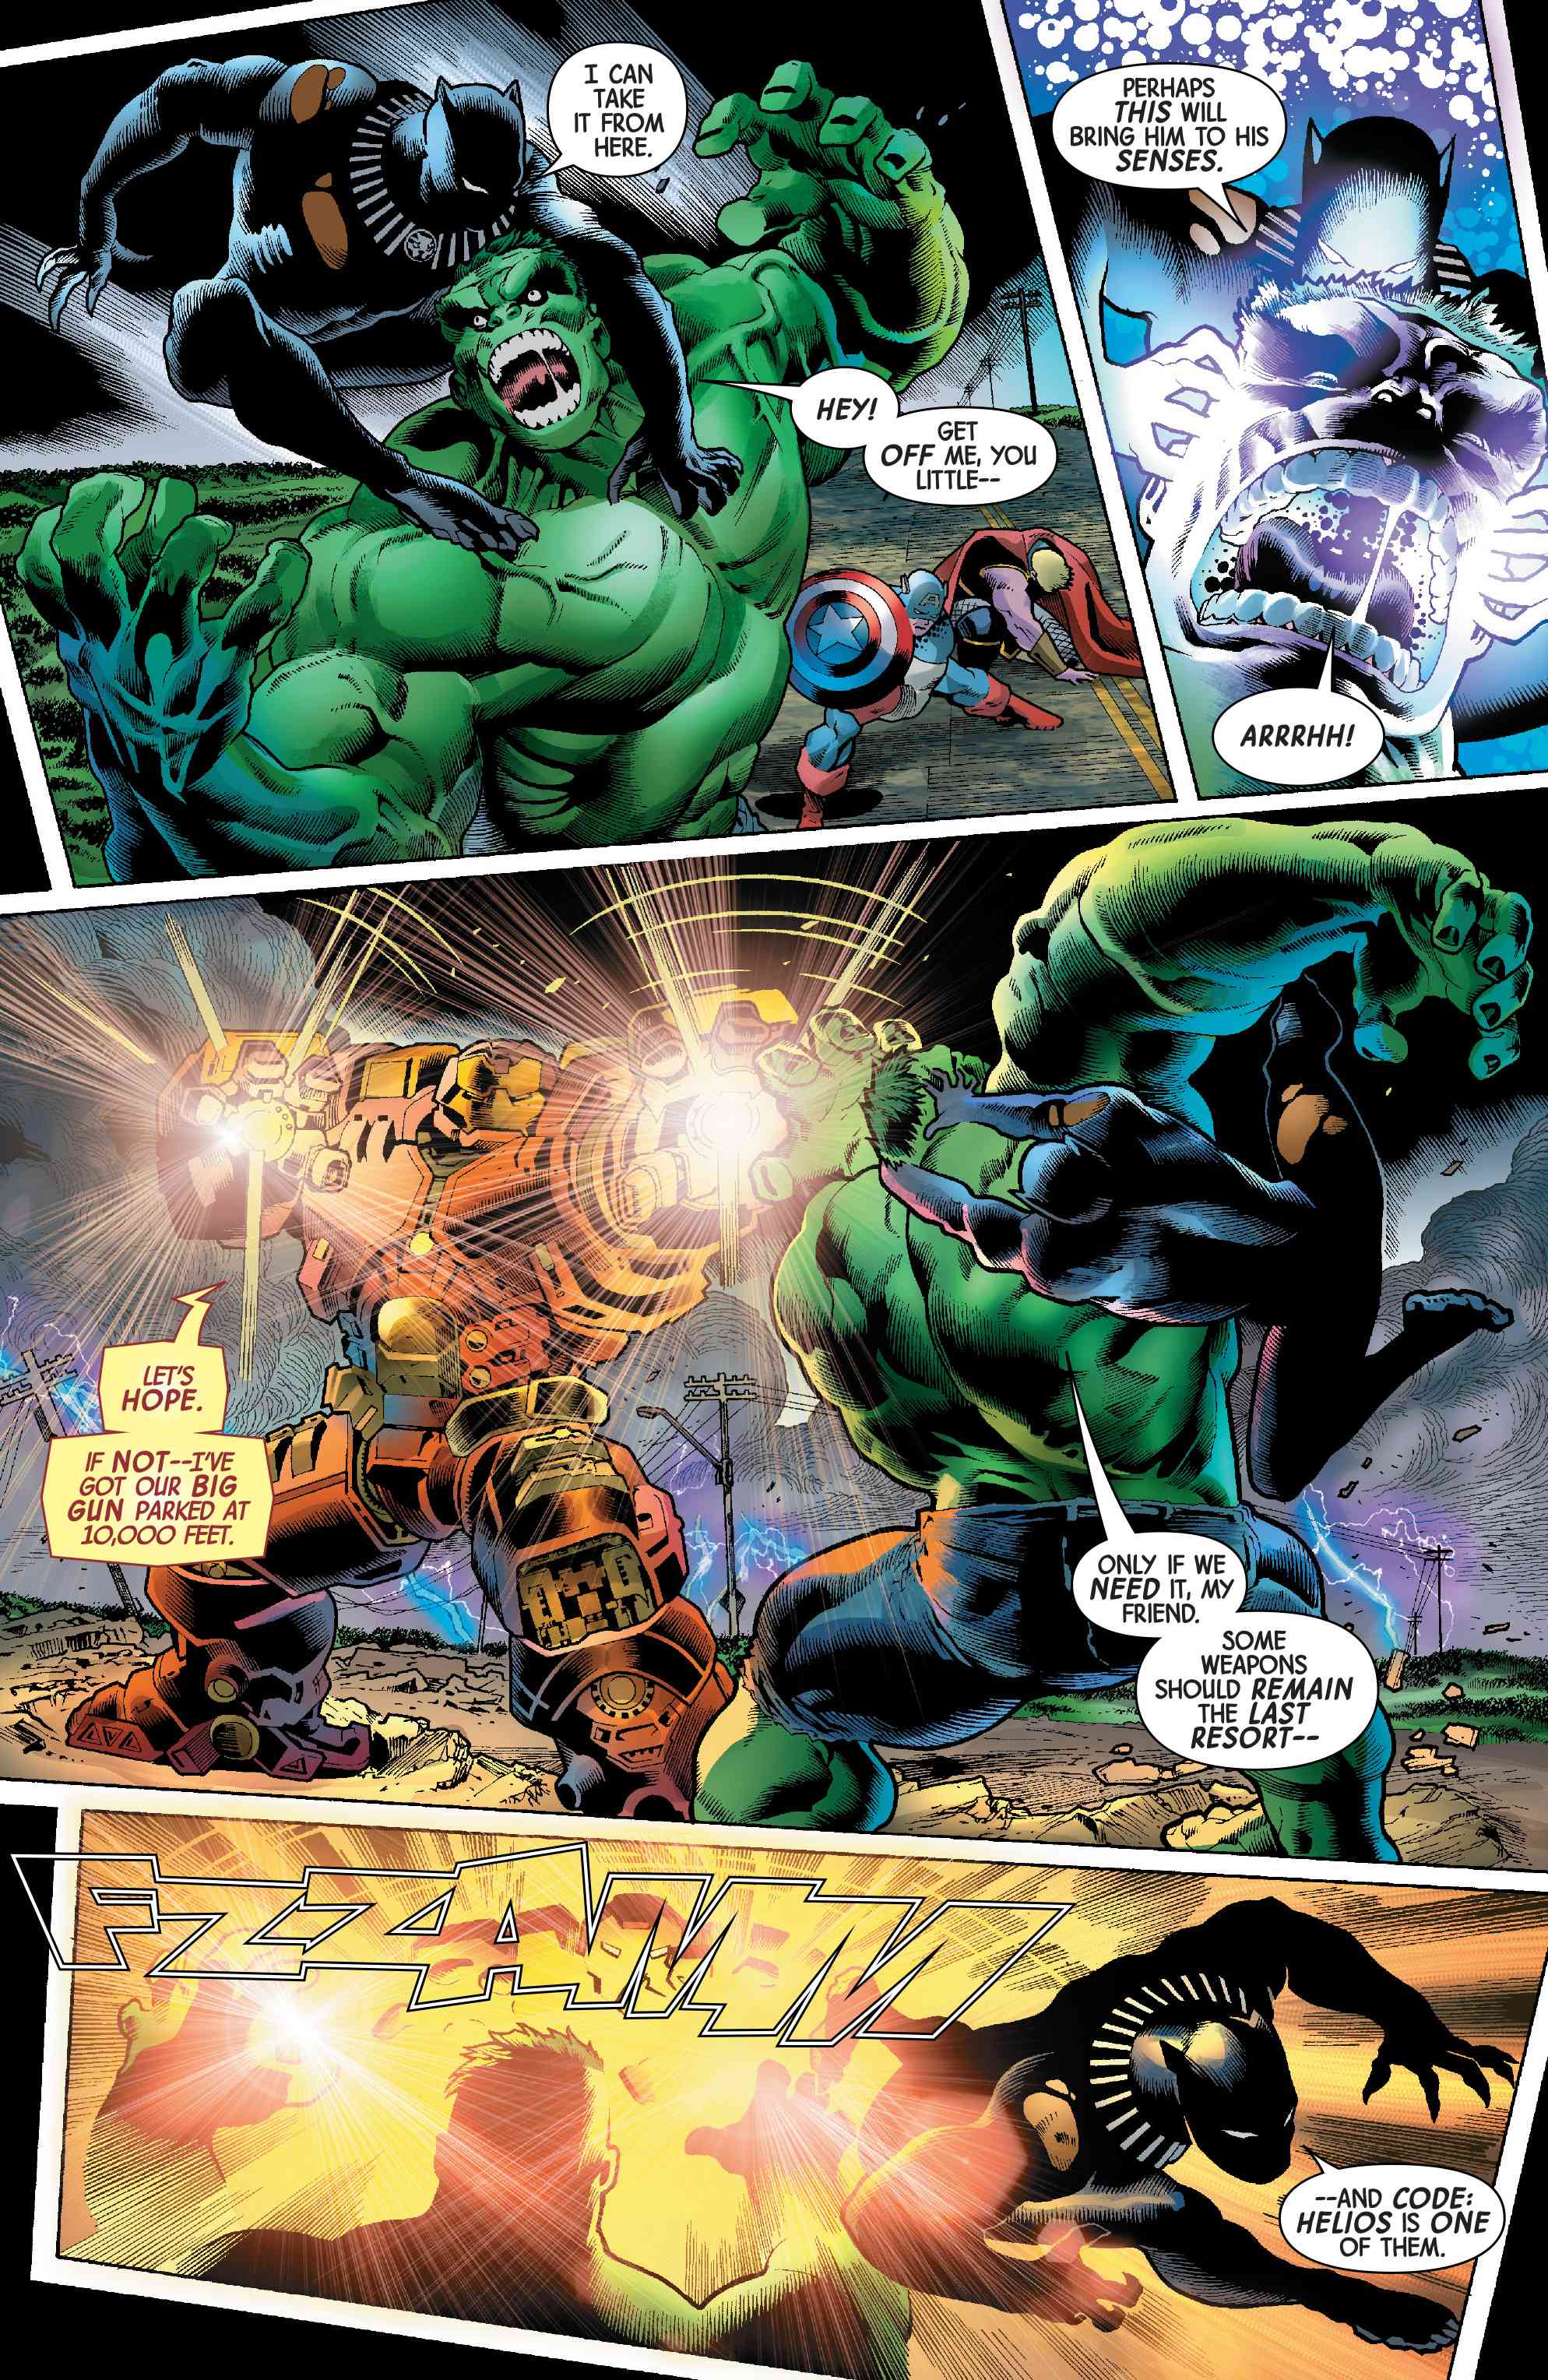 I CAN
TAKE
IT FROM
HERE.
HEY!
GET
OFF ME, YOU
LITTLE--
PERHAPS
THIS WILL
BRING HIM TO HIS
SENSES.
ARRRHH!
LET'S
HOPE.
IF NOT--I'VE
GOT OUR BIG
GUN PARKED AT
10,000 FEET.
ONLY IF WE
NEED IT, MY
FRIEND.
SOME
WEAPONS
SHOULD REMAIN
THE LAST
RESORT--
FZZAMM
--AND CODE:
HELIOS IS ONE
OF THEM.